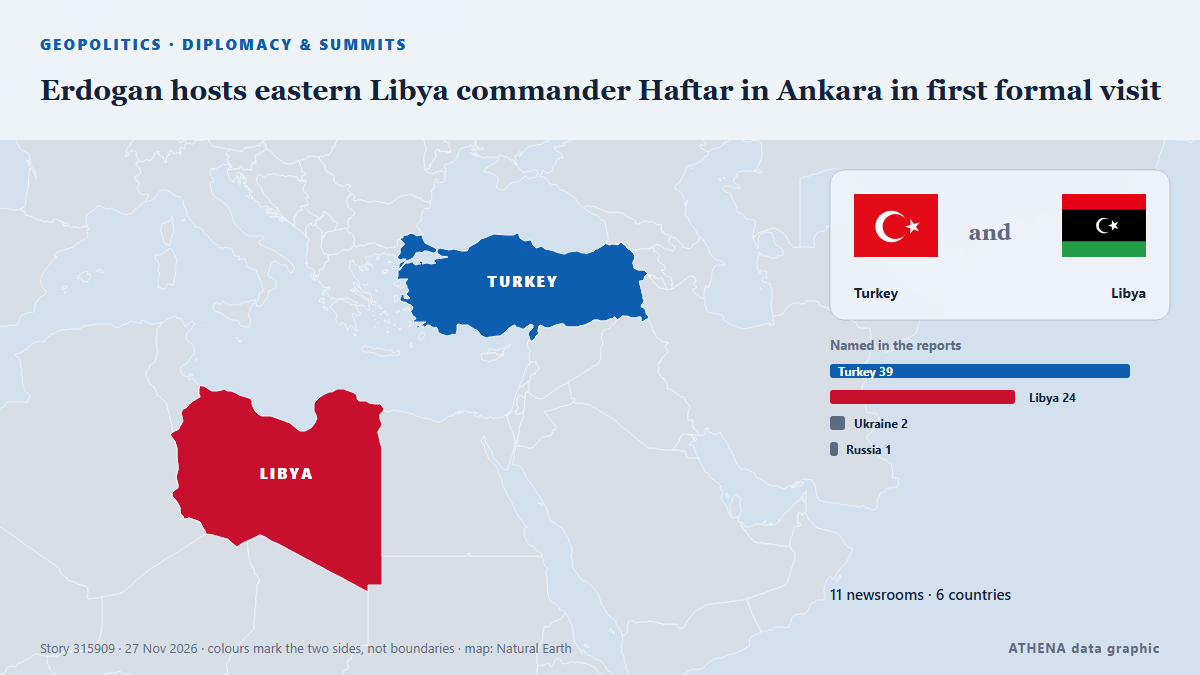 GEOPOLITICS · DIPLOMACY & SUMMITS
Erdogan hosts eastern Libya commander Haftar in Ankara in first formal visit
TURKEY
LIBYA
and
Turkey
Libya
Named in the reports
Turkey 39
Libya 24
Ukraine 2
Russia 1
11 newsrooms · 6 countries
Story 315909 · 27 Nov 2026 · colours mark the two sides, not boundaries · map: Natural Earth
ATHENA data graphic